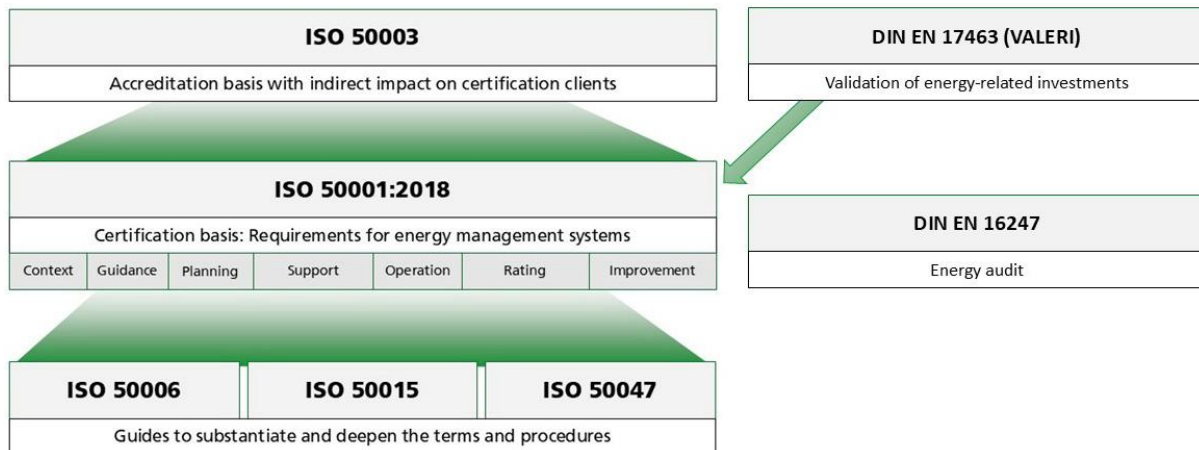 ISO 50003
Accreditation basis with indirect impact on certification clients
DIN EN 17463 (VALERI)
Validation of energy-related investments
ISO 50001:2018
Certification basis: Requirements for energy management systems
Context Guidance Planning Support Operation Rating Improvement
DIN EN 16247
Energy audit
ISO 50006 ISO 50015 ISO 50047
Guides to substantiate and deepen the terms and procedures